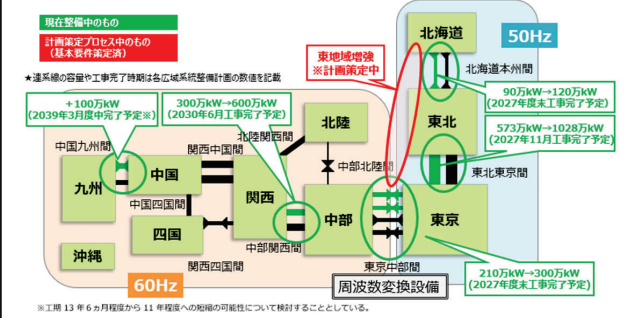 現在整備中のもの
計画策定プロセス中のもの
(基本要件策定済)
★連系線の容量や工事完了時期は各広域系統整備計画の数値を記載
+100万kW
(2039年3月度中完了予定※)
300万kW→600万kW
(2030年6月工事完了予定)
東地域増強
※計画策定中
北海道
50Hz
北海道本州間
90万kW→120万kW
(2027年度末工事完了予定)
573万kW→1028万kW
(2027年11月工事完了予定)
東北
東北東京間
北陸
北陸関西間
中部北陸間
中国九州間
関西中国間
九州
中国
関西
中国四国間
四国
中部
東京
沖縄
中部関西間
関西四国間
東京中部間
60Hz
周波数変換設備
210万kW→300万kW
(2027年度末工事完了予定)
※工期 13 年 6 ヵ月程度から 11 年程度への短縮の可能性について検討することとしている。